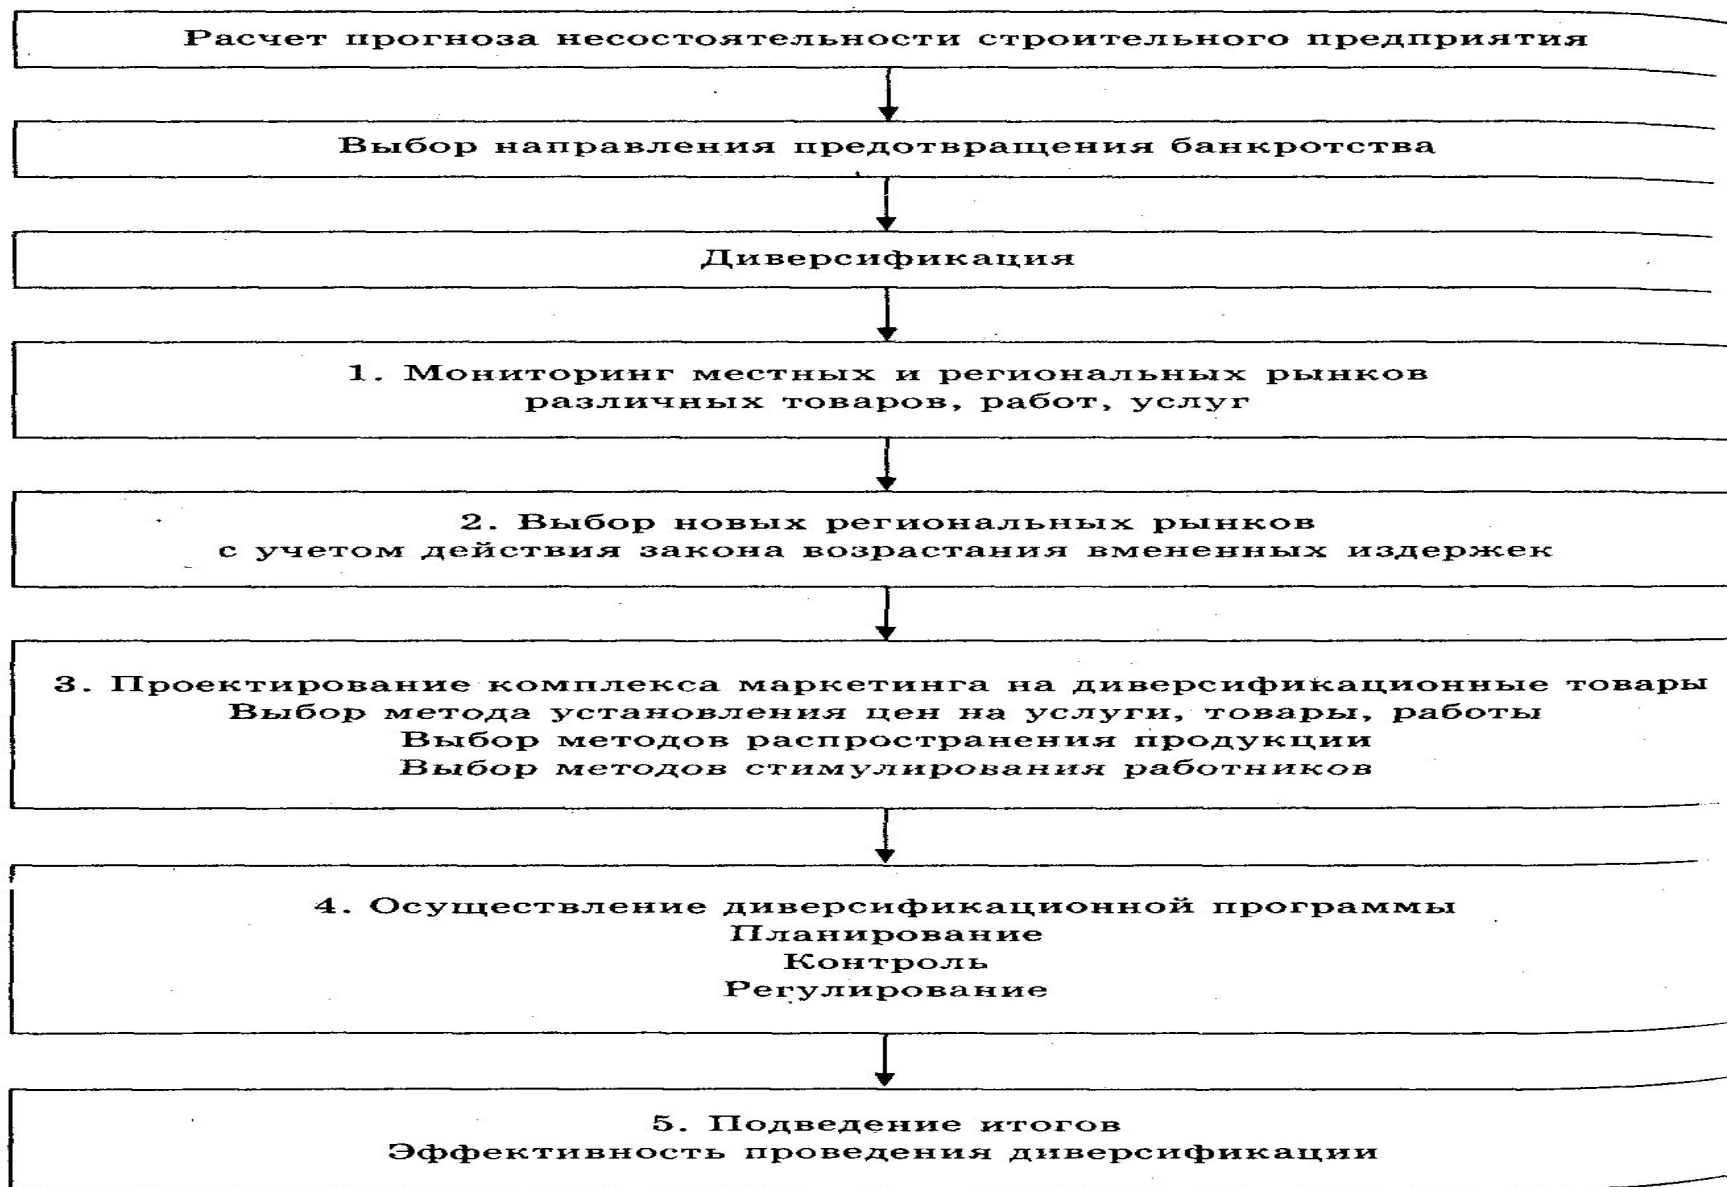 Расчет прогноза несостоятельности строительного предприятия
Выбор направления предотвращения банкротства
Диверсификация
1. Мониторинг местных и региональных рынков
различных товаров, работ, услуг
2. Выбор новых региональных рынков
с учетом действия закона возрастания вмененных издержек
3. Проектирование комплекса маркетинга на диверсификационные товары
Выбор метода установления цен на услуги, товары, работы
Выбор методов распространения продукции
Выбор методов стимулирования работников
4. Осуществление диверсификационной программы
Планирование
Контроль
Регулирование
5. Подведение итогов
Эффективность проведения диверсификации